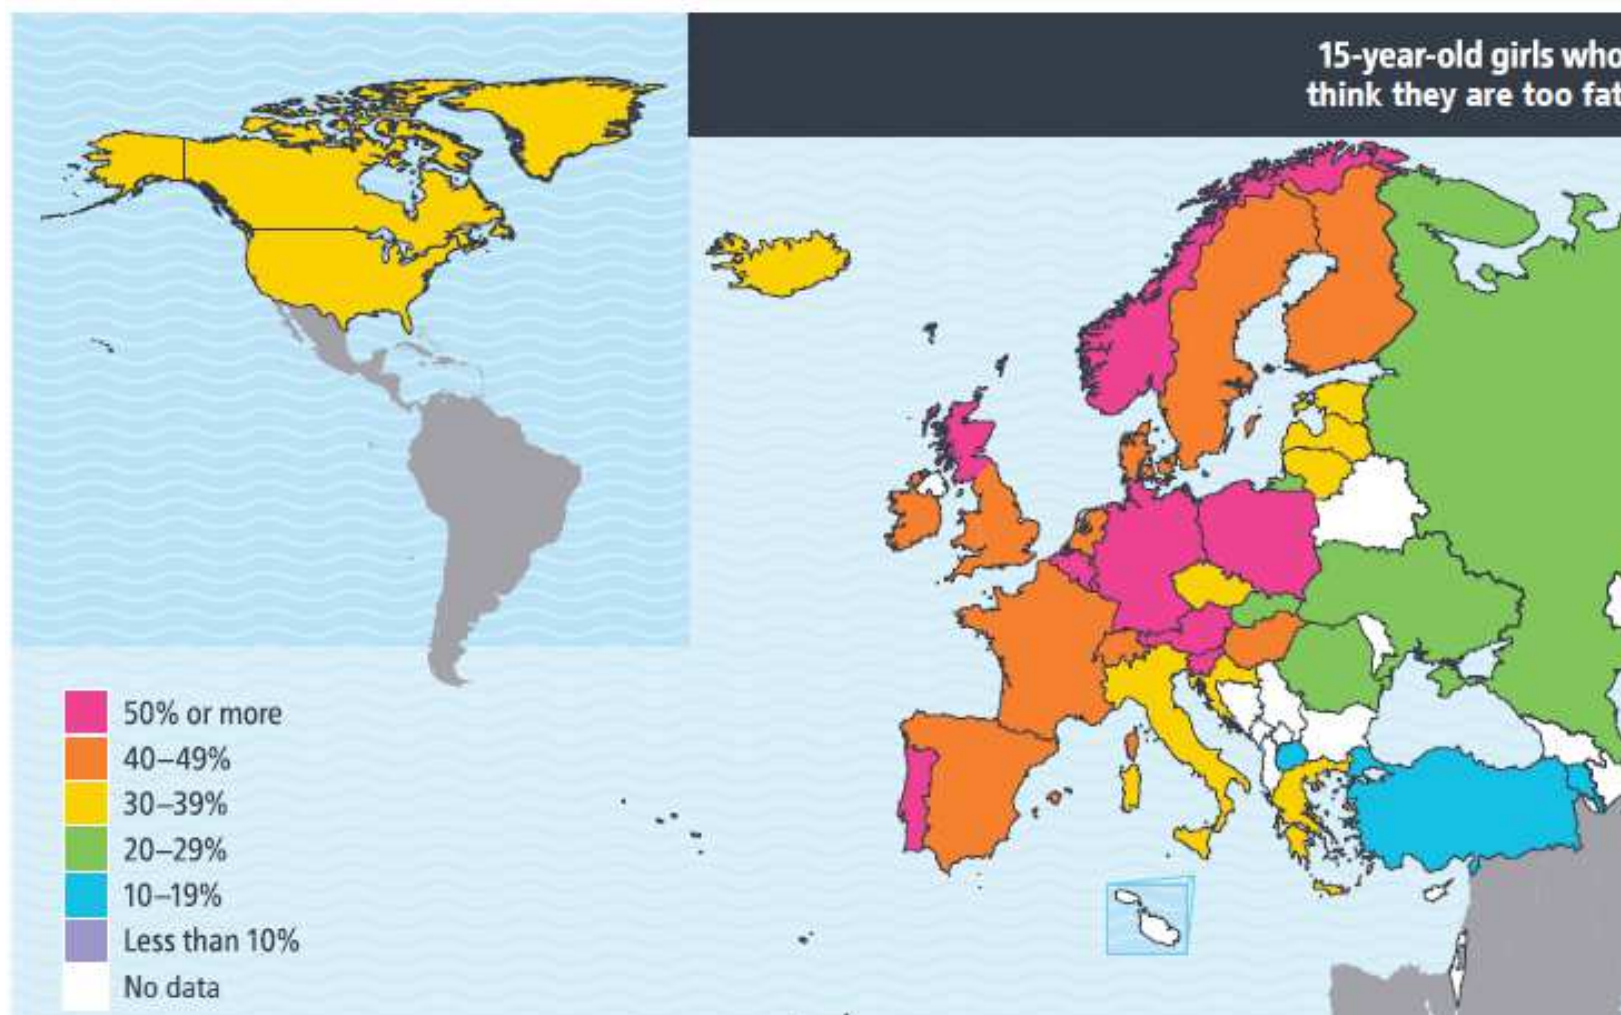 15-year-old girls who
think they are too fat
50% or more
40–49%
30–39%
20–29%
10–19%
Less than 10%
No data